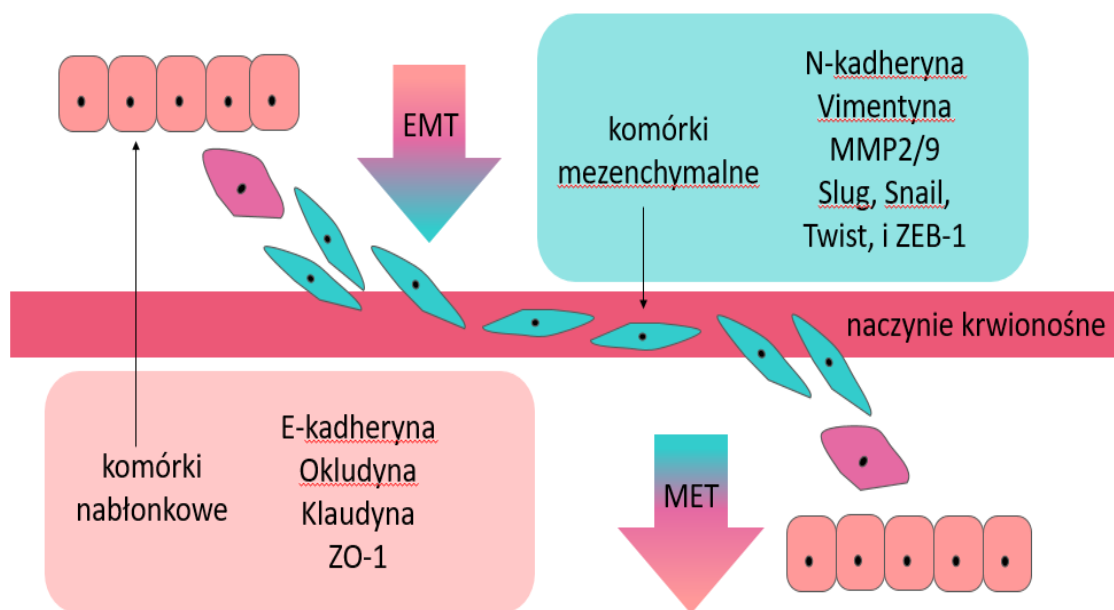 EMT
komórki
mezenchymalne
N-kadheryna
Vimentyna
MMP2/9
Slug, Snail,
Twist, i ZEB-1
naczynie krwionośne
komórki
nabłonkowe
E-kadheryna
Okludyna
Klaudyna
ZO-1
MET